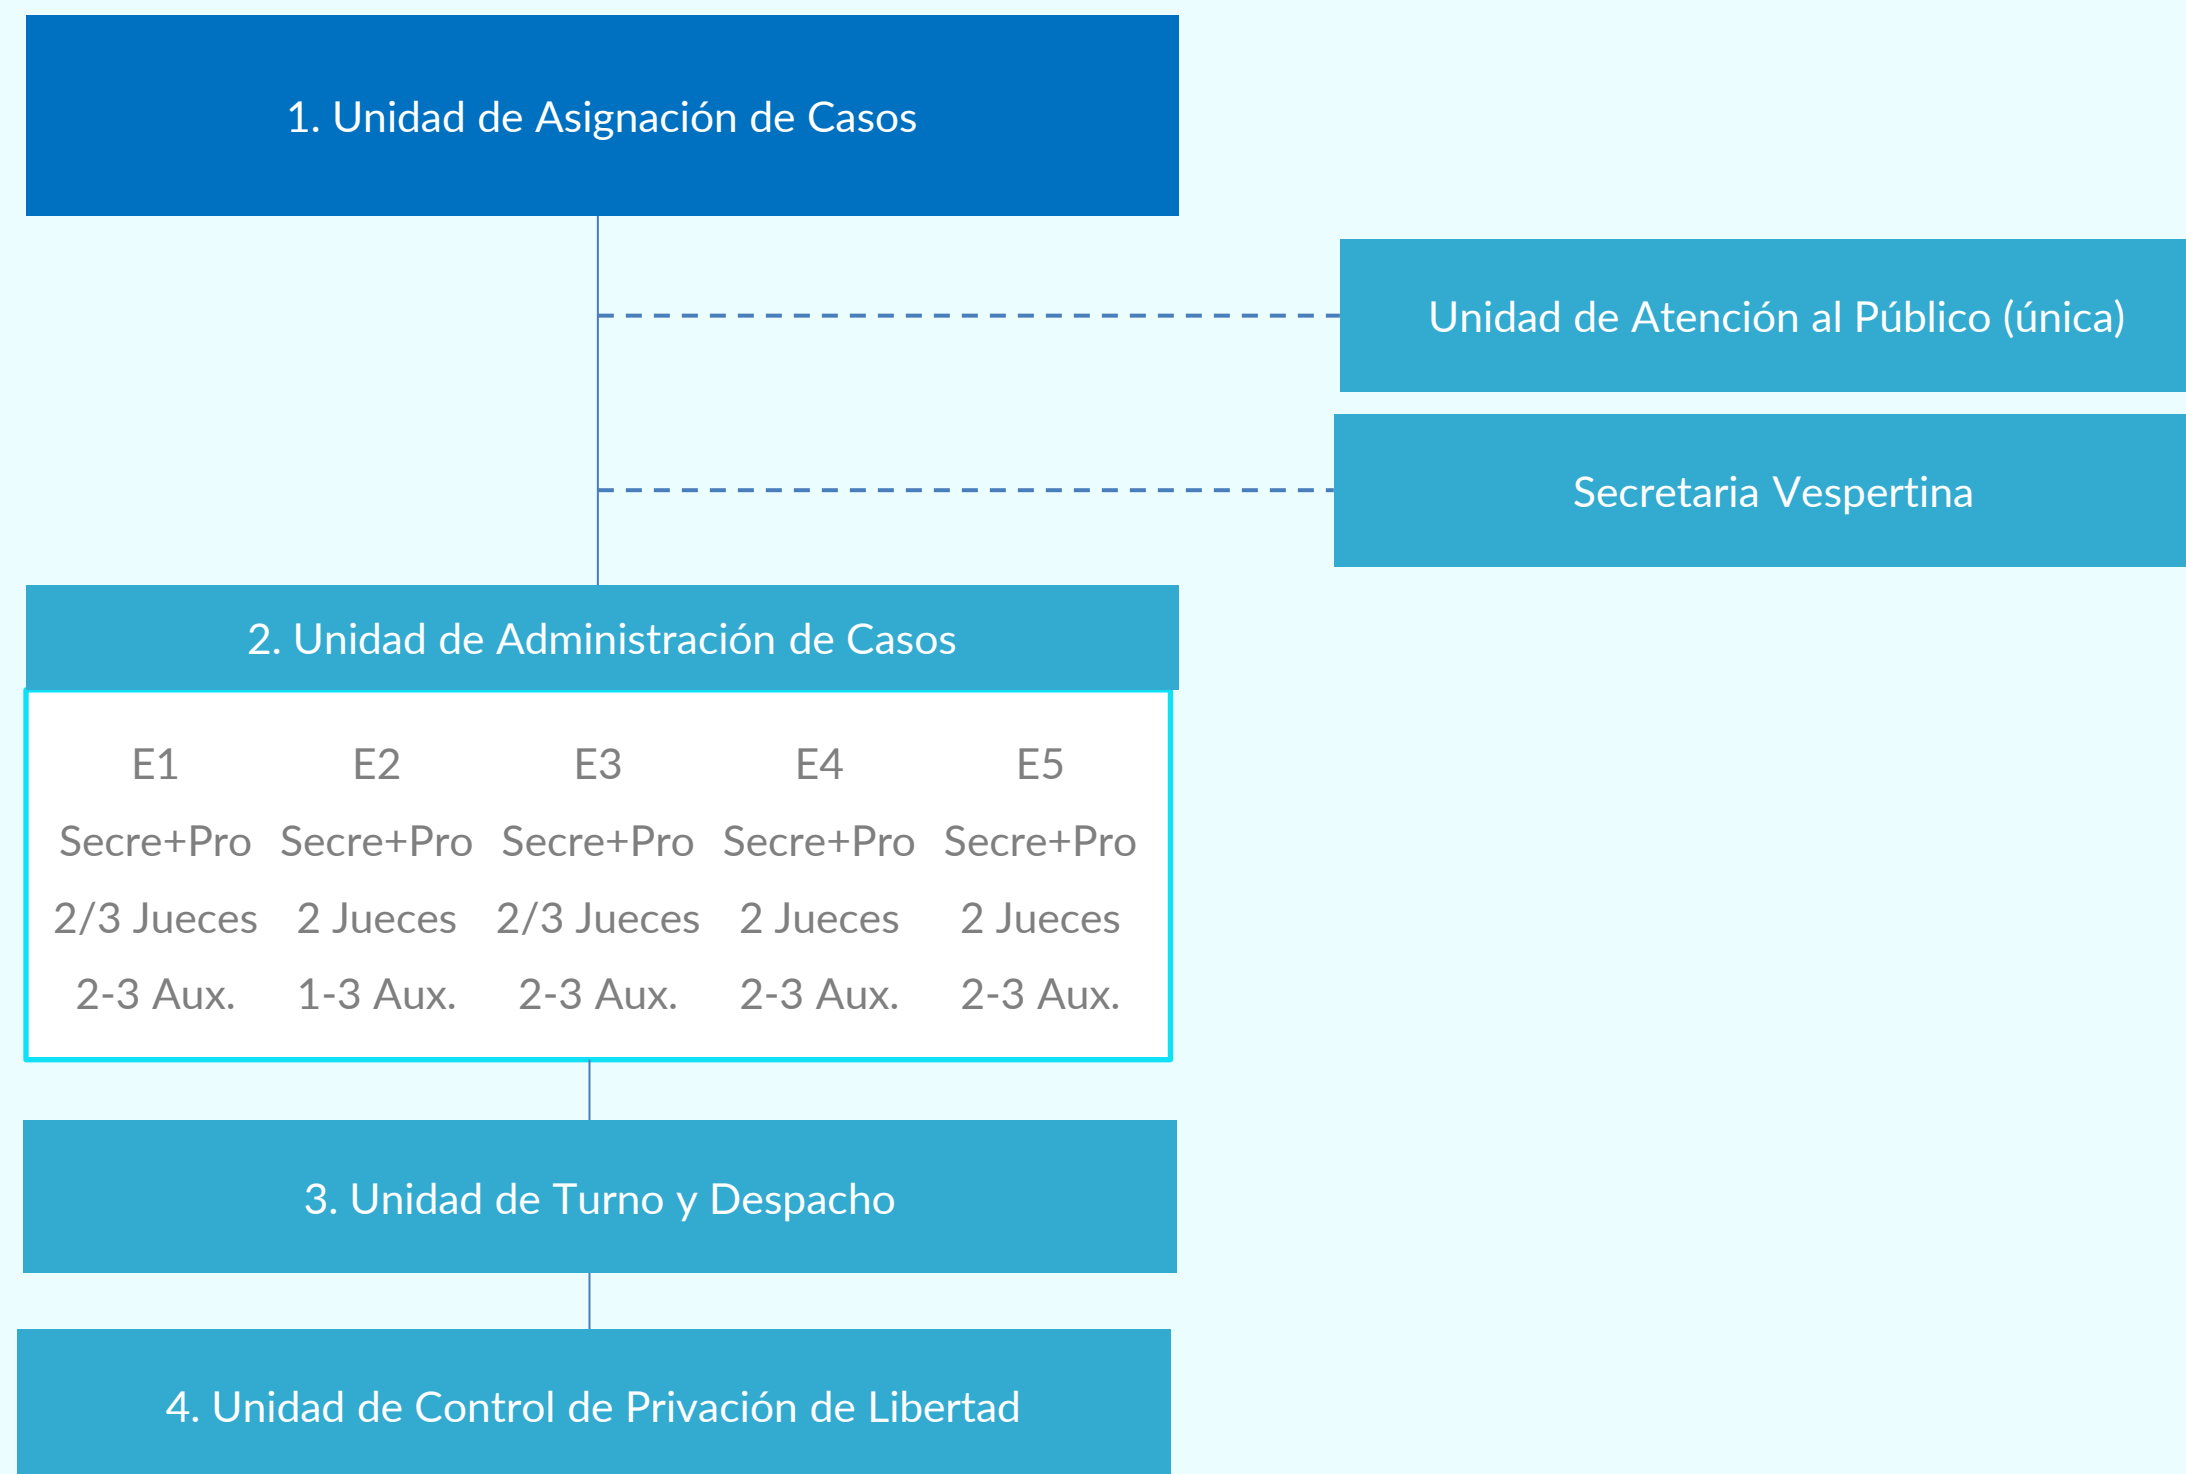 1. Unidad de Asignación de Casos
Unidad de Atención al Público (única)
Secretaria Vespertina
2. Unidad de Administración de Casos
E1 E2 E3 E4 E5
Secre+Pro Secre+Pro Secre+Pro Secre+Pro Secre+Pro
2/3 Jueces 2 Jueces 2/3 Jueces 2 Jueces 2 Jueces
2-3 Aux. 1-3 Aux. 2-3 Aux. 2-3 Aux. 2-3 Aux.
3. Unidad de Turno y Despacho
4. Unidad de Control de Privación de Libertad